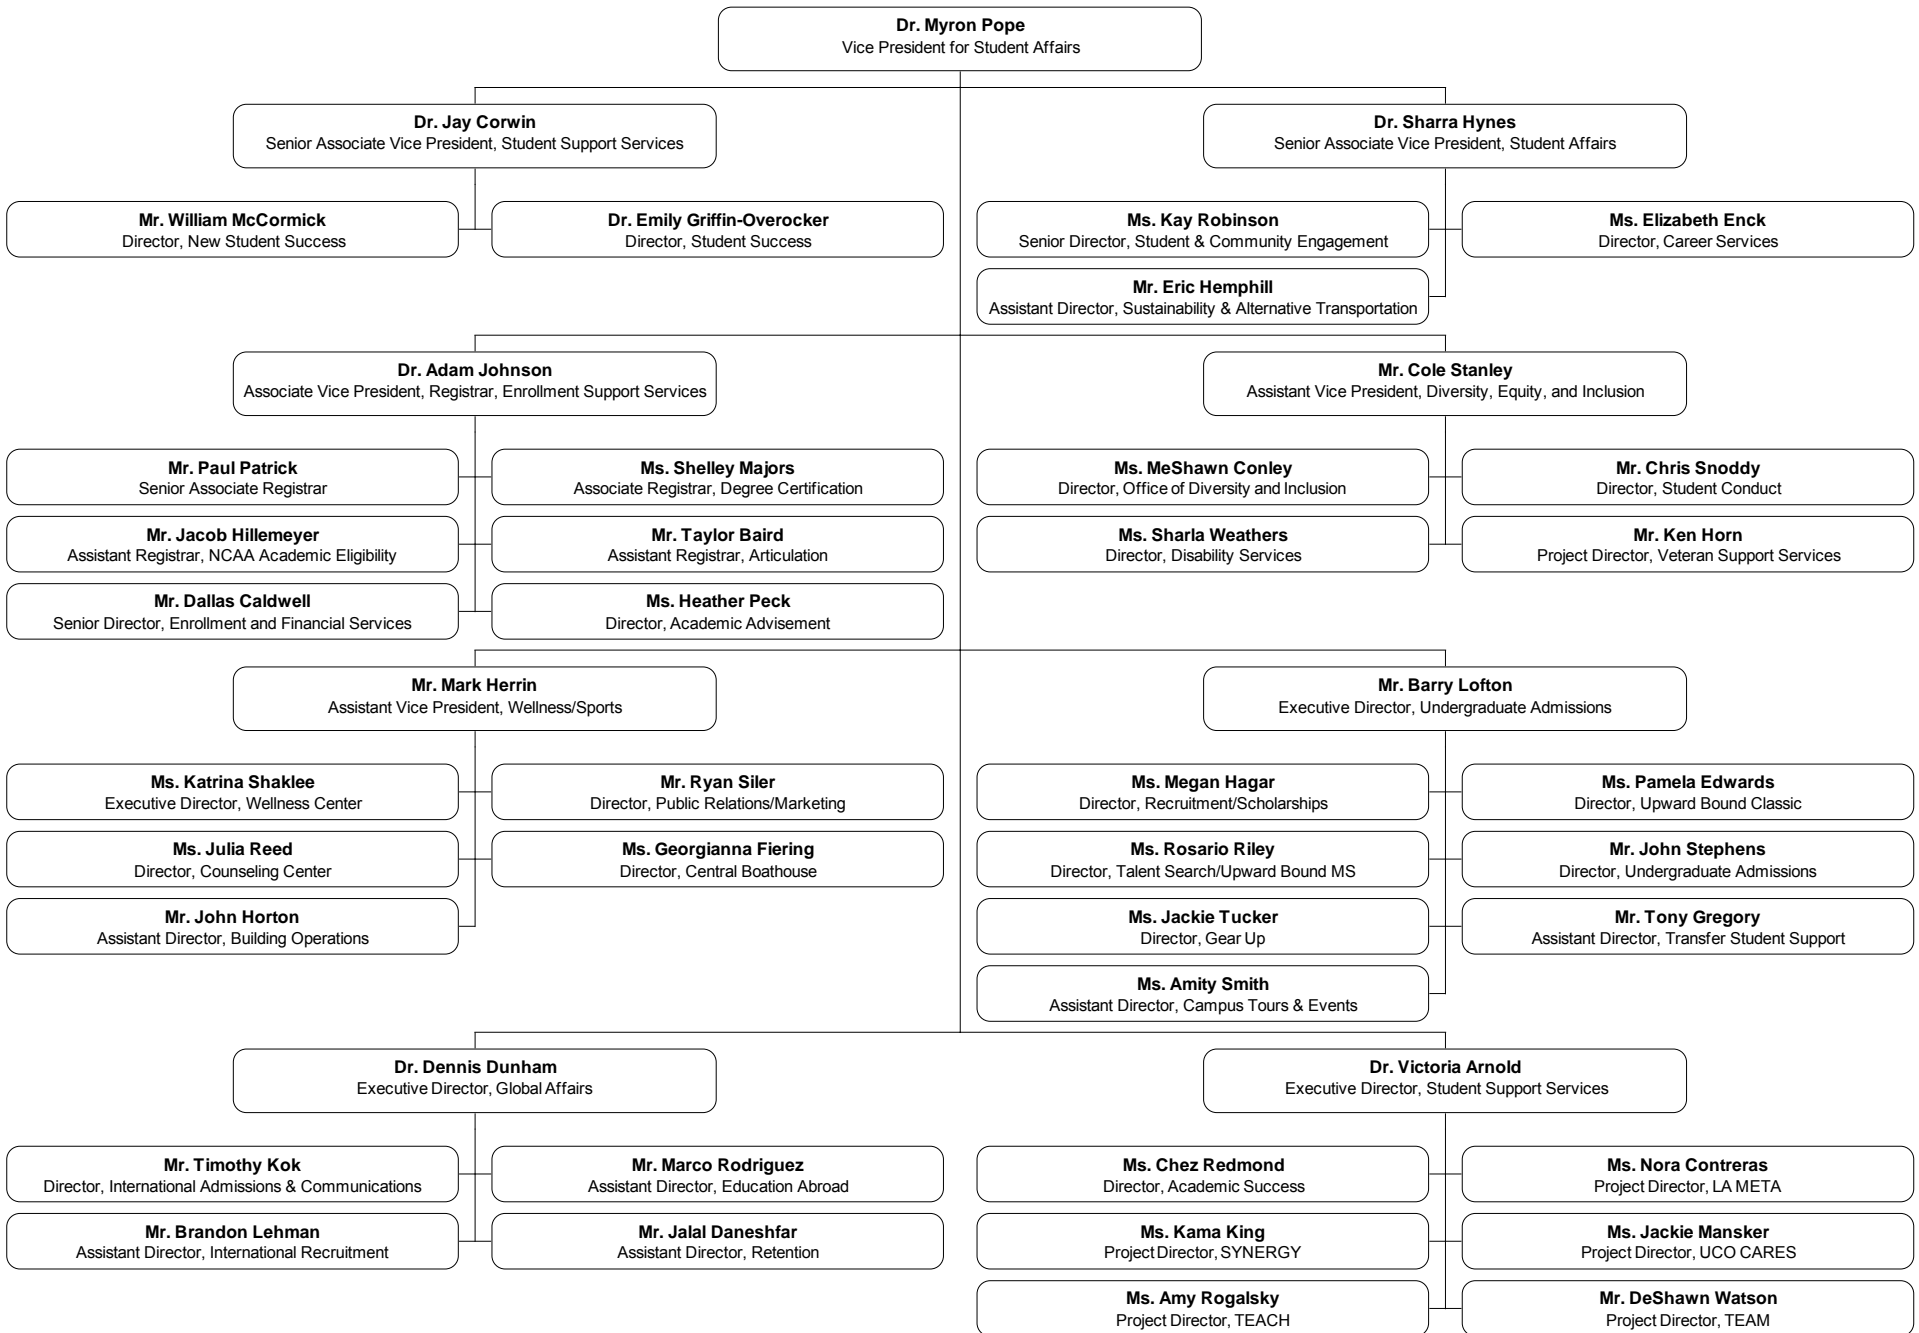 Dr. Myron Pope
Vice President for Student Affairs
Dr. Jay Corwin
Senior Associate Vice President, Student Support Services
Dr. Sharra Hynes
Senior Associate Vice President, Student Affairs
Mr. William McCormick
Director, New Student Success
Dr. Emily Griffin-Overocker
Director, Student Success
Ms. Kay Robinson
Senior Director, Student & Community Engagement
Ms. Elizabeth Enck
Director, Career Services
Mr. Eric Hemphill
Assistant Director, Sustainability & Alternative Transportation
Dr. Adam Johnson
Associate Vice President, Registrar, Enrollment Support Services
Mr. Cole Stanley
Assistant Vice President, Diversity, Equity, and Inclusion
Mr. Paul Patrick
Senior Associate Registrar
Ms. Shelley Majors
Associate Registrar, Degree Certification
Ms. MeShawn Conley
Director, Office of Diversity and Inclusion
Mr. Chris Snoddy
Director, Student Conduct
Mr. Jacob Hillemeyer
Assistant Registrar, NCAA Academic Eligibility
Mr. Taylor Baird
Assistant Registrar, Articulation
Ms. Sharla Weathers
Director, Disability Services
Mr. Ken Horn
Project Director, Veteran Support Services
Mr. Dallas Caldwell
Senior Director, Enrollment and Financial Services
Ms. Heather Peck
Director, Academic Advisement
Mr. Mark Herrin
Assistant Vice President, Wellness/Sports
Mr. Barry Lofton
Executive Director, Undergraduate Admissions
Ms. Katrina Shaklee
Executive Director, Wellness Center
Mr. Ryan Siler
Director, Public Relations/Marketing
Ms. Megan Hagar
Director, Recruitment/Scholarships
Ms. Pamela Edwards
Director, Upward Bound Classic
Ms. Julia Reed
Director, Counseling Center
Ms. Georgianna Fiering
Director, Central Boathouse
Ms. Rosario Riley
Director, Talent Search/Upward Bound MS
Mr. John Stephens
Director, Undergraduate Admissions
Mr. John Horton
Assistant Director, Building Operations
Ms. Jackie Tucker
Director, Gear Up
Mr. Tony Gregory
Assistant Director, Transfer Student Support
Ms. Amity Smith
Assistant Director, Campus Tours & Events
Dr. Dennis Dunham
Executive Director, Global Affairs
Dr. Victoria Arnold
Executive Director, Student Support Services
Mr. Timothy Kok
Director, International Admissions & Communications
Mr. Marco Rodriguez
Assistant Director, Education Abroad
Ms. Chez Redmond
Director, Academic Success
Ms. Nora Contreras
Project Director, LA META
Mr. Brandon Lehman
Assistant Director, International Recruitment
Mr. Jalal Daneshfar
Assistant Director, Retention
Ms. Kama King
Project Director, SYNERGY
Ms. Jackie Mansker
Project Director, UCO CARES
Ms. Amy Rogalsky
Project Director, TEACH
Mr. DeShawn Watson
Project Director, TEAM